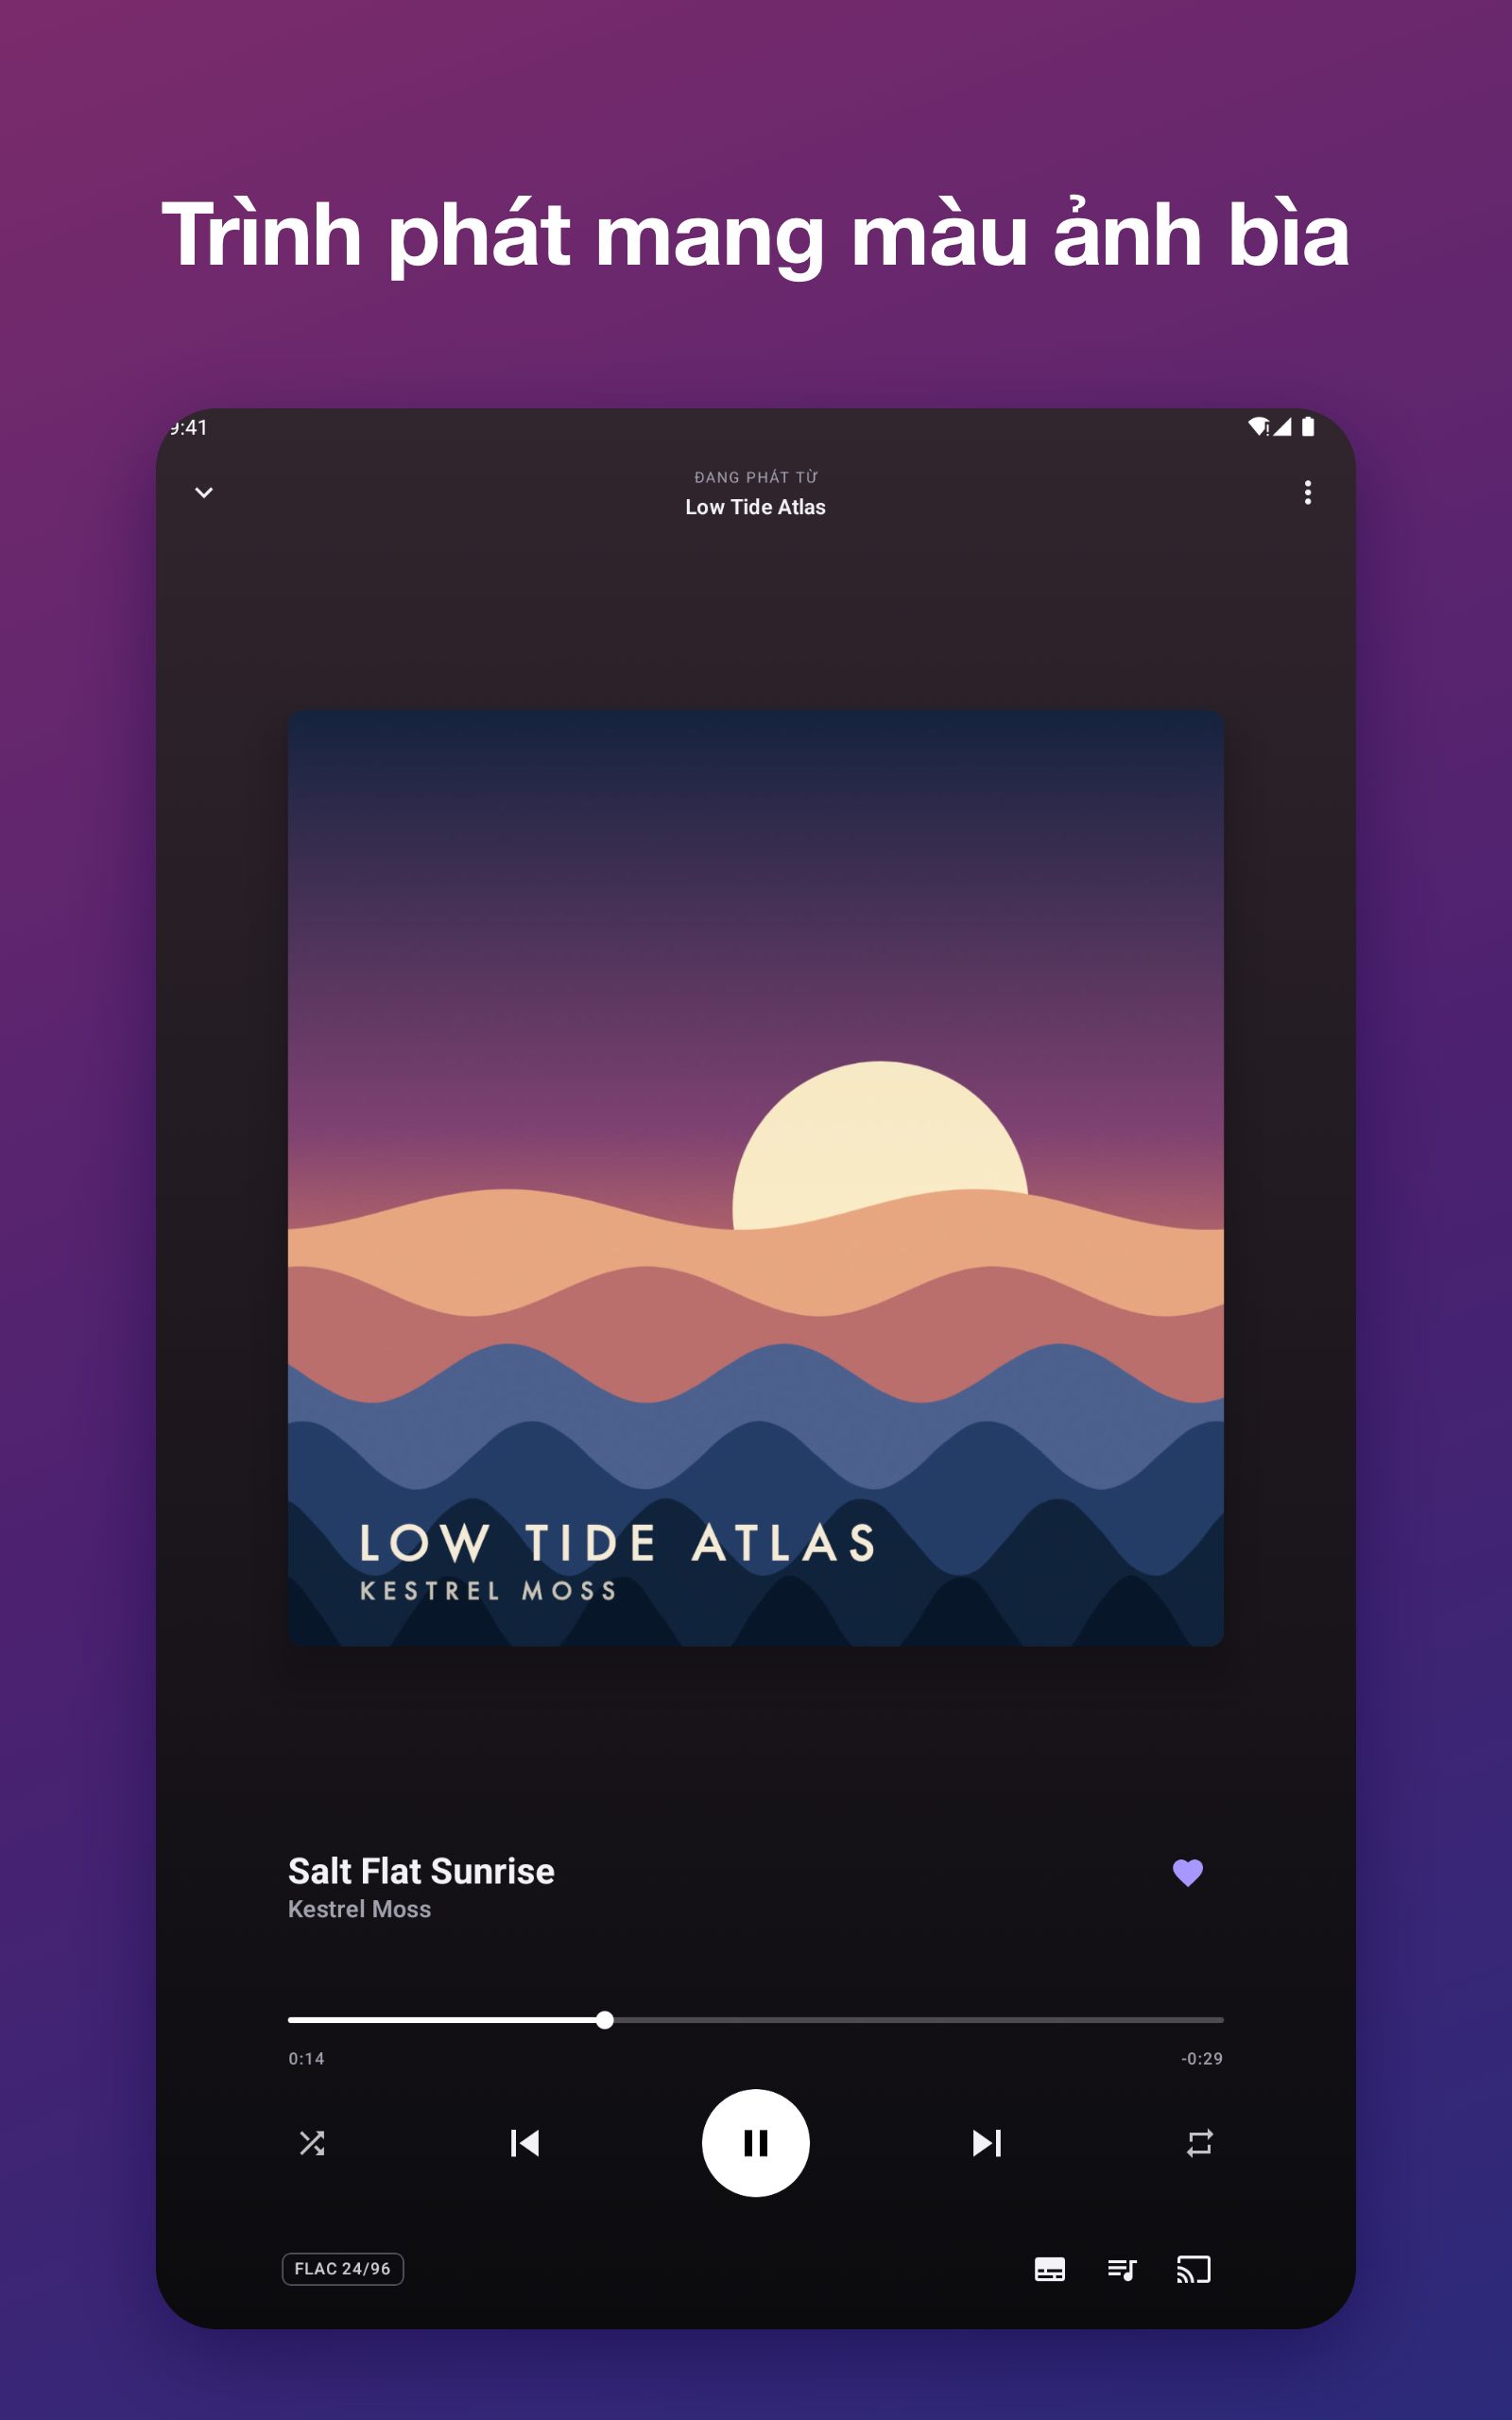 Trình phát mang màu ảnh bìa
9:41
ĐANG PHÁT TỪ
Low Tide Atlas
LOW TIDE ATLAS
KESTREL MOSS
Salt Flat Sunrise
Kestrel Moss
0:14
-0:29
FLAC 24/96